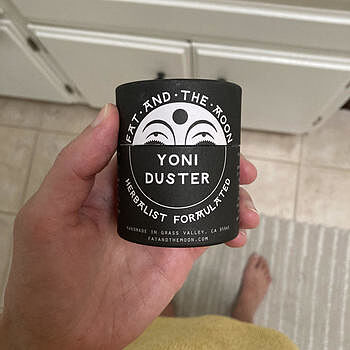 FAT · AND · THE · MOON
YONI
DUSTER
HERBALIST FORMULATED
HANDMADE IN GRASS VALLEY, CA
FATANDTHEMOON.COM